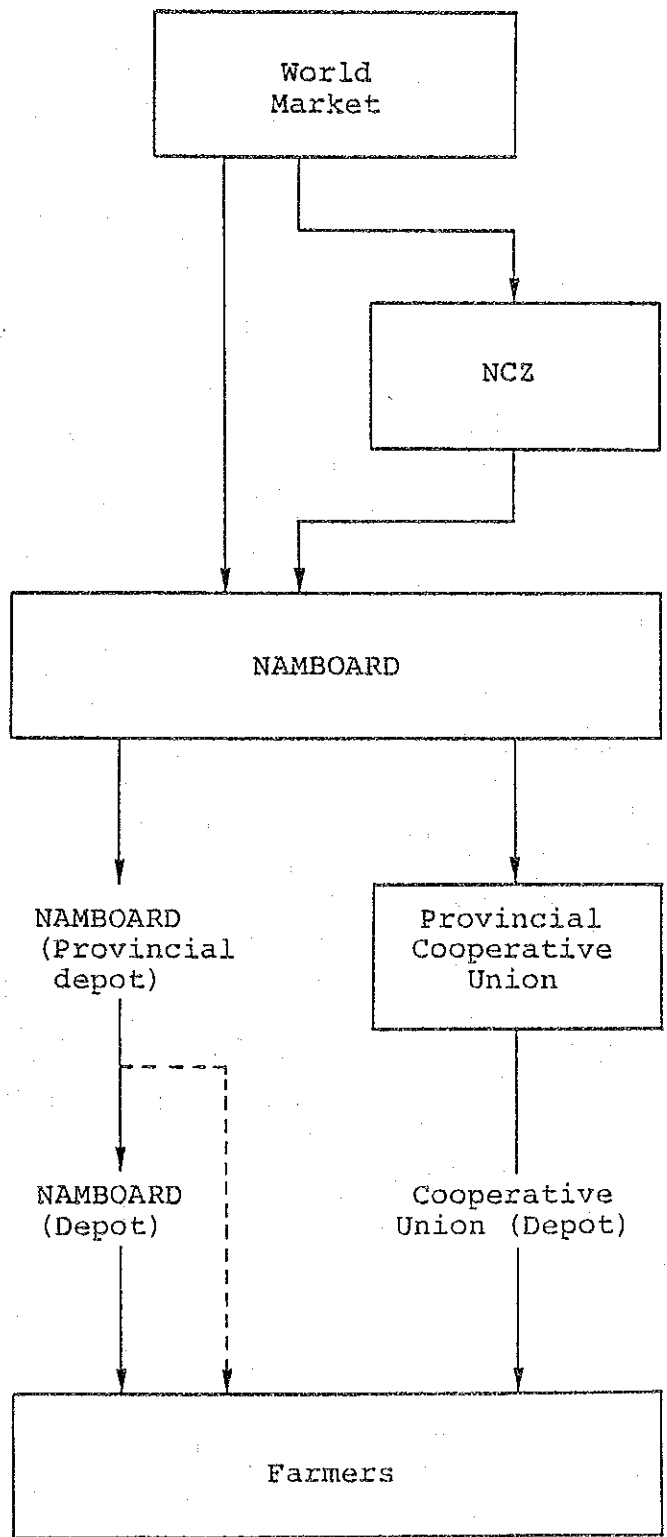 World
Market
NCZ
NAMBOARD
NAMBOARD
(Provincial
depot)
Provincial
Cooperative
Union
NAMBOARD
(Depot)
Cooperative
Union (Depot)
Farmers